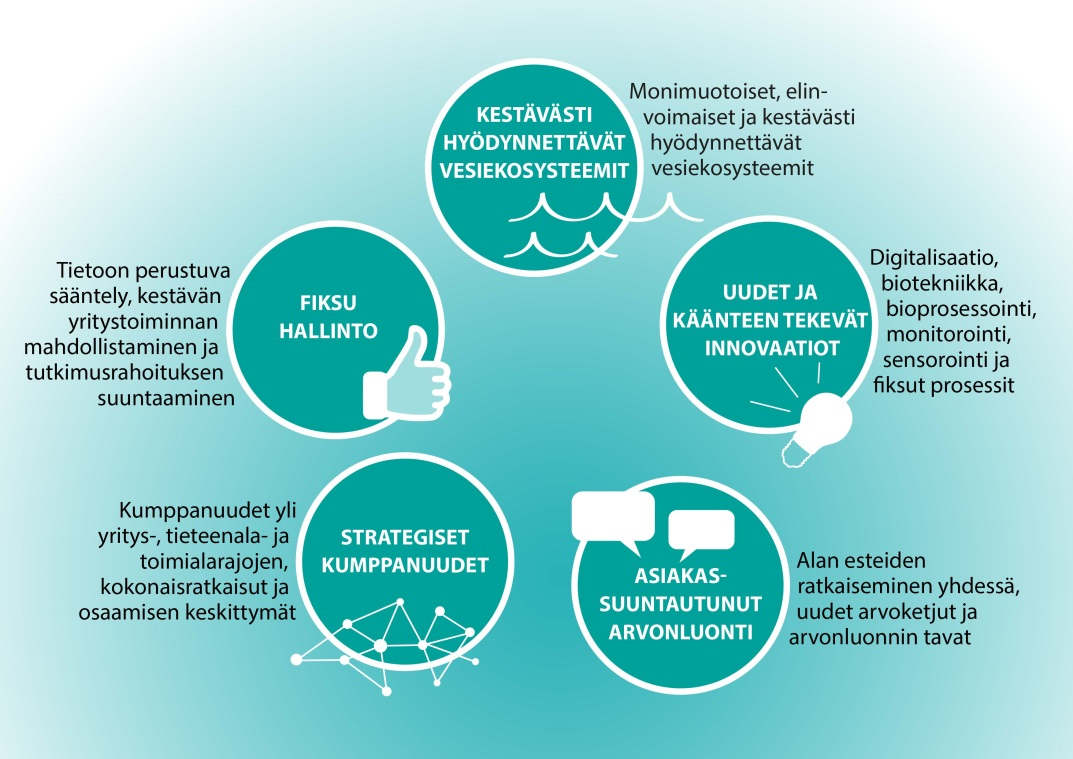 KESTÄVÄSTI
HYÖDYNNETTÄVÄT
VESIEKOSYSTEEMIT
Monimuotoiset, elin-
voimaiset ja kestävästi
hyödynnettävät
vesiekosysteemit
UUDET JA
KÄÄNTEEN TEKEVÄT
INNOVAATIOT
Digitalisaatio,
biotekniikka,
bioprosessointi,
monitorointi,
sensorointi ja
fiksut prosessit
ASIAKAS-
SUUNTAUTUNUT
ARVONLUONTI
Alan esteiden
ratkaiseminen yhdessä,
uudet arvoketjut ja
arvonluonnin tavat
STRATEGISET
KUMPPANUUDET
Kumppanuudet yli
yritys-, tieteenala- ja
toimialarajojen,
kokonaisratkaisut ja
osaamisen keskittymät
FIKSU
HALLINTO
Tietoon perustuva
sääntely, kestävän
yritystoiminnan
mahdollistaminen ja
tutkimusrahoituksen
suuntaaminen